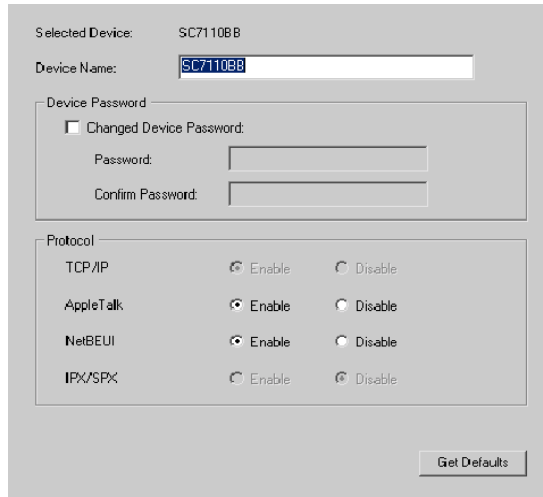 Selected Device: SC7110BB
Device Name: SC7110BB
Device Password
Changed Device Password:
Password:
Confirm Password:
Protocol
TCP/IP Enable Disable
AppleTalk Enable Disable
NetBEUI Enable Disable
IPX/SPX Enable Disable
Get Defaults